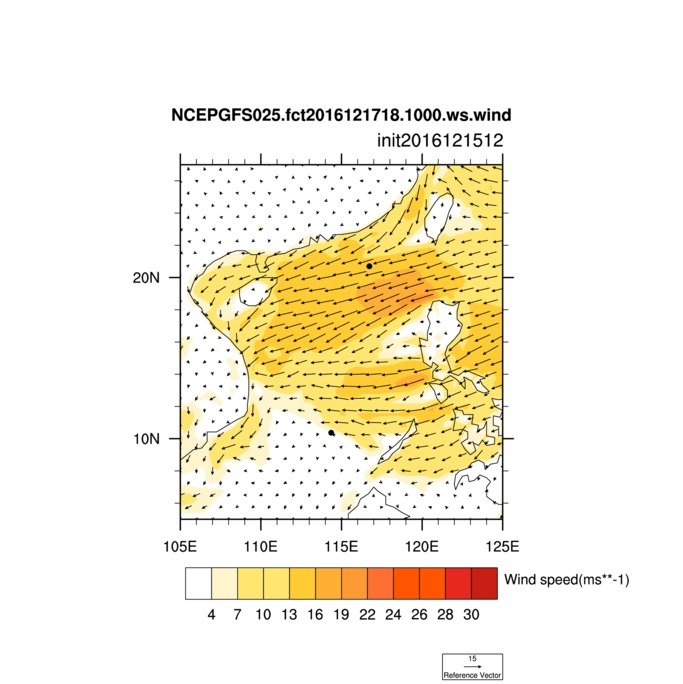 NCEPGFS025.fct2016121718.1000.ws.wind
init2016121512
20N
10N
105E 110E 115E 120E 125E
Wind speed(ms**-1)
4 7 10 13 16 19 22 24 26 28 30
15
Reference Vector